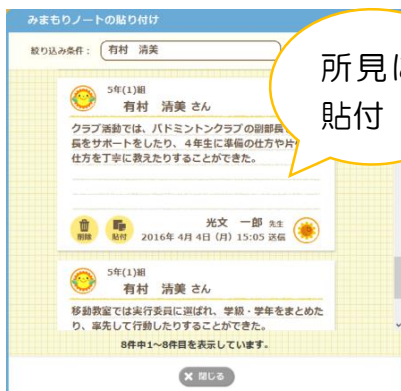 みまもりノートの貼り付け
絞り込み条件：
有村　清美
所見に
貼付
5年(1)組
有村　清美 さん
クラブ活動では、バドミントンクラブの副部長
長をサポートをしたり、４年生に準備の仕方や片
仕方を丁寧に教えたりすることができた。
光文　一郎 先生
削除
貼付
2016年 4月 4日 (月) 15:05 送信
5年(1)組
有村　清美 さん
移動教室では実行委員に選ばれ、学級・学年をまとめた
り、率先して行動したりすることができた。
8件中1〜8件目を表示しています。
× 閉じる